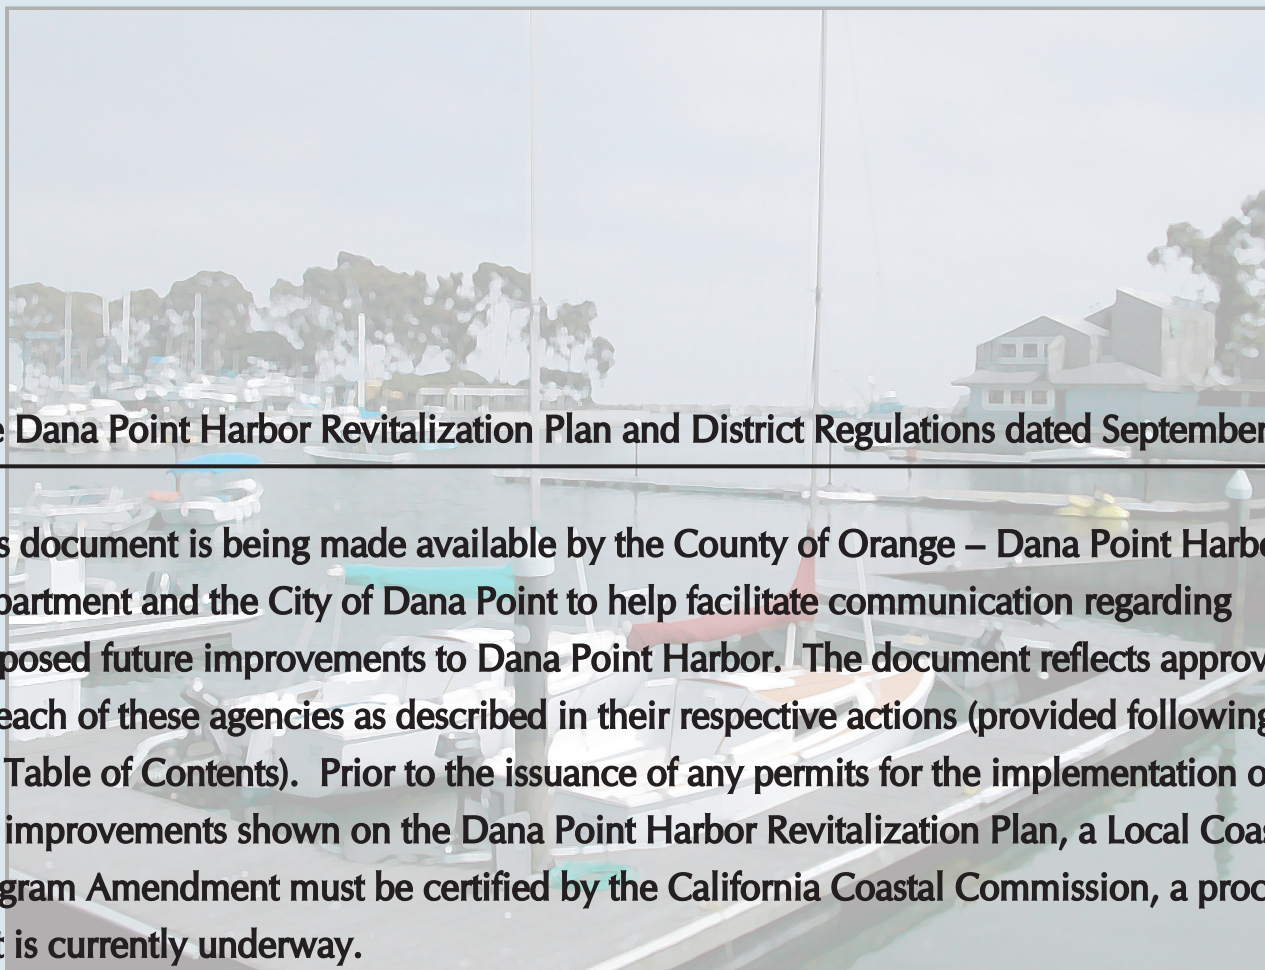 e Dana Point Harbor Revitalization Plan and District Regulations dated September
s document is being made available by the County of Orange – Dana Point Harbo
partment and the City of Dana Point to help facilitate communication regarding
posed future improvements to Dana Point Harbor.  The document reflects approv
each of these agencies as described in their respective actions (provided following
Table of Contents).  Prior to the issuance of any permits for the implementation o
improvements shown on the Dana Point Harbor Revitalization Plan, a Local Coas
gram Amendment must be certified by the California Coastal Commission, a proc
t is currently underway.